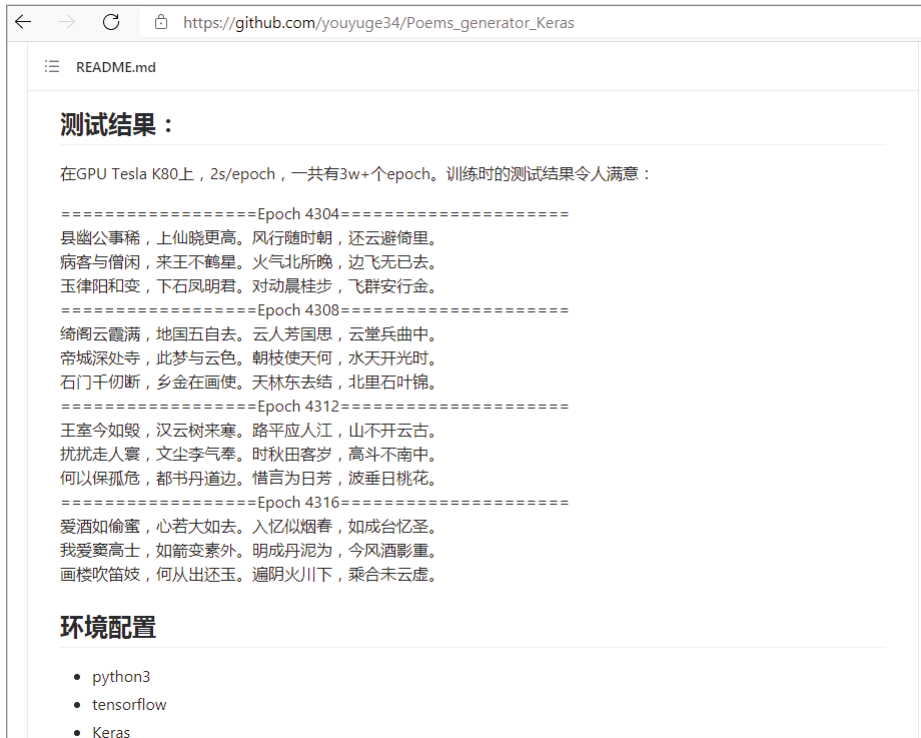 https://github.com/youyuge34/Poems_generator_Keras
README.md
测试结果：
在GPU Tesla K80上，2s/epoch，一共有3w+个epoch。训练时的测试结果令人满意：
==================Epoch 4304=====================
县幽公事稀，上仙晓更高。风行随时朝，还云避倚里。
病客与僧闲，来王不鹤星。火气北所晚，边飞无已去。
玉律阳和变，下石凤明君。对动晨桂步，飞群安行金。
==================Epoch 4308=====================
绮阁云霞满，地国五自去。云人芳国思，云堂兵曲中。
帝城深处寺，此梦与云色。朝枝使天何，水天开光时。
石门千仞断，乡金在画使。天林东去结，北里石叶锦。
==================Epoch 4312=====================
王室今如毁，汉云树来寒。路平应人江，山不开云古。
扰扰走人寰，文尘李气奉。时秋田客岁，高斗不南中。
何以保孤危，都书丹道边。惜言为日芳，波垂日桃花。
==================Epoch 4316=====================
爱酒如偷蜜，心若大如去。入忆似烟春，如成台忆圣。
我爱窦高士，如箭变素外。明成丹泥为，今风酒影重。
画楼吹笛妓，何从出还玉。遍阴火川下，乘合未云虚。
环境配置
python3
tensorflow
Keras